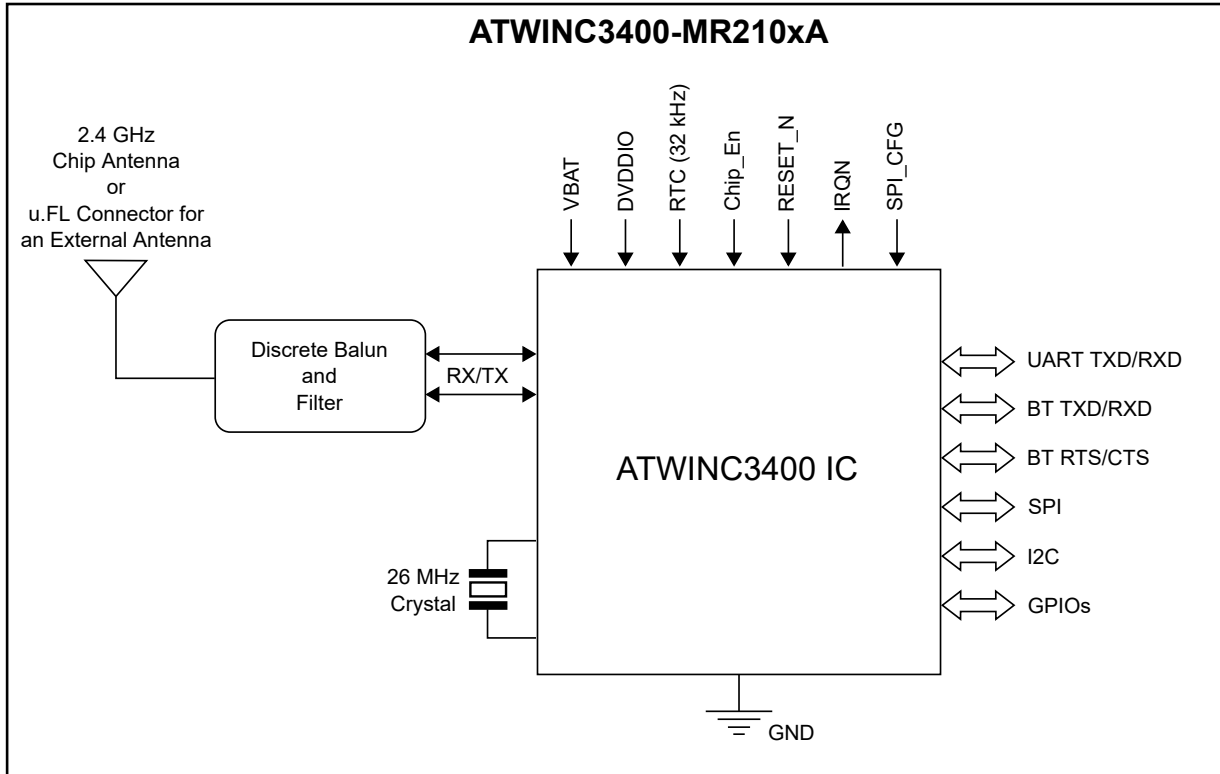 ATWINC3400-MR210xA
2.4 GHz
Chip Antenna
or
u.FL Connector for
an External Antenna
VBAT
DVDDIO
RTC (32 kHz)
Chip_En
RESET_N
IRQN
SPI_CFG
Discrete Balun
and
Filter
RX/TX
ATWINC3400 IC
UART TXD/RXD
BT TXD/RXD
BT RTS/CTS
SPI
I2C
GPIOs
26 MHz
Crystal
GND